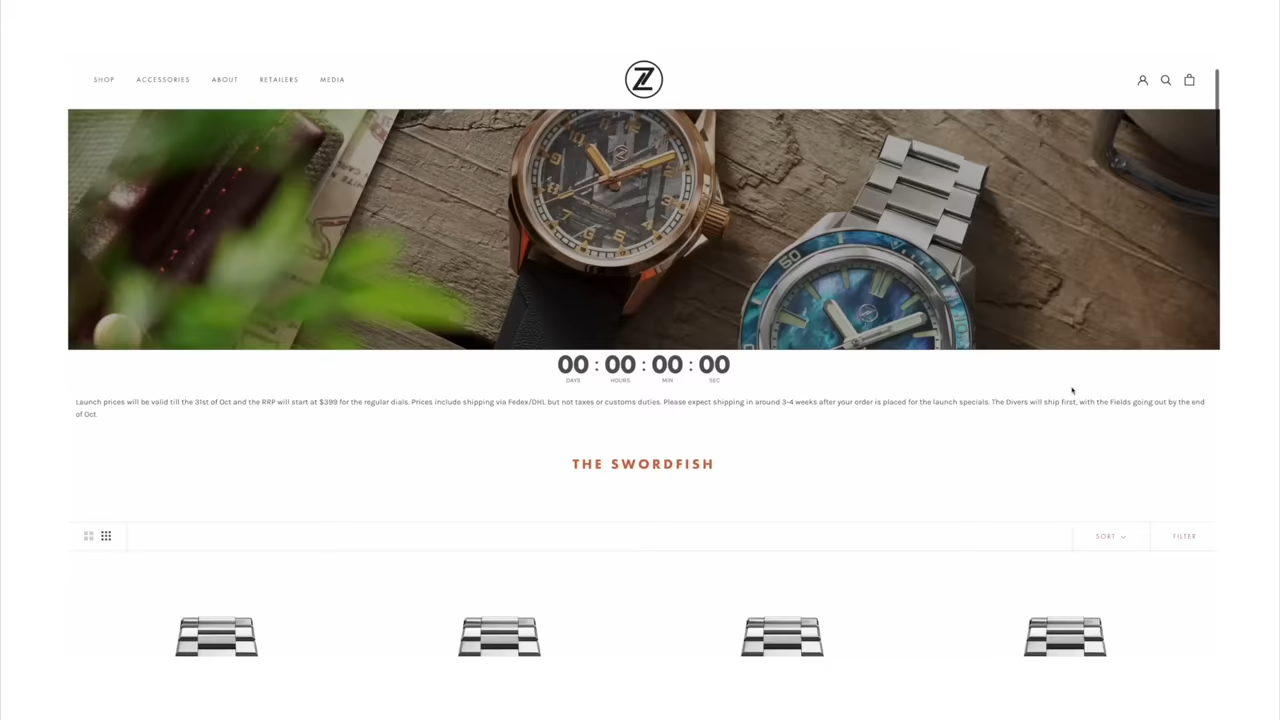 SHOP ACCESSORIES ABOUT RETAILERS MEDIA
Z
50
00 : 00 : 00 : 00
DAYS HOURS MIN SEC
Launch prices will be valid till the 31st of Oct and the RRP will start at $399 for the regular dials. Prices include shipping via Fedex/DHL but not taxes or customs duties. Please expect shipping in around 3-4 weeks after your order is placed for the launch specials. The Divers will ship first, with the Fields going out by the end
of Oct.
THE SWORDFISH
SORT FILTER